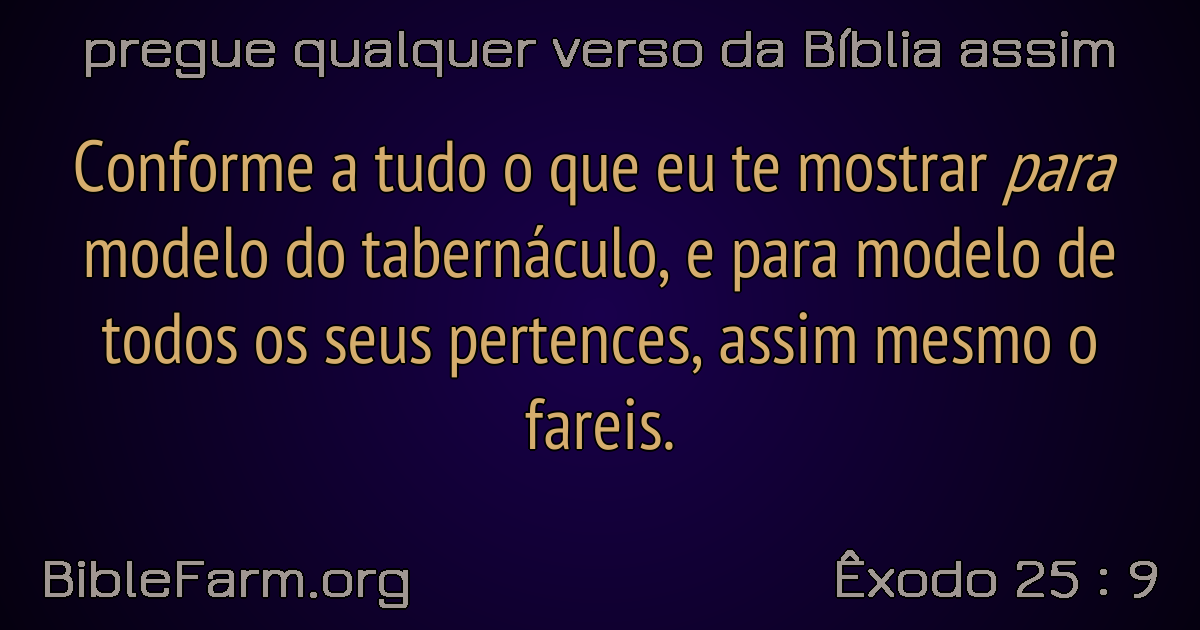 pregue qualquer verso da Bíblia assim
Conforme a tudo o que eu te mostrar para
modelo do tabernáculo, e para modelo de
todos os seus pertences, assim mesmo o
fareis.
BibleFarm.org
Êxodo 25 : 9